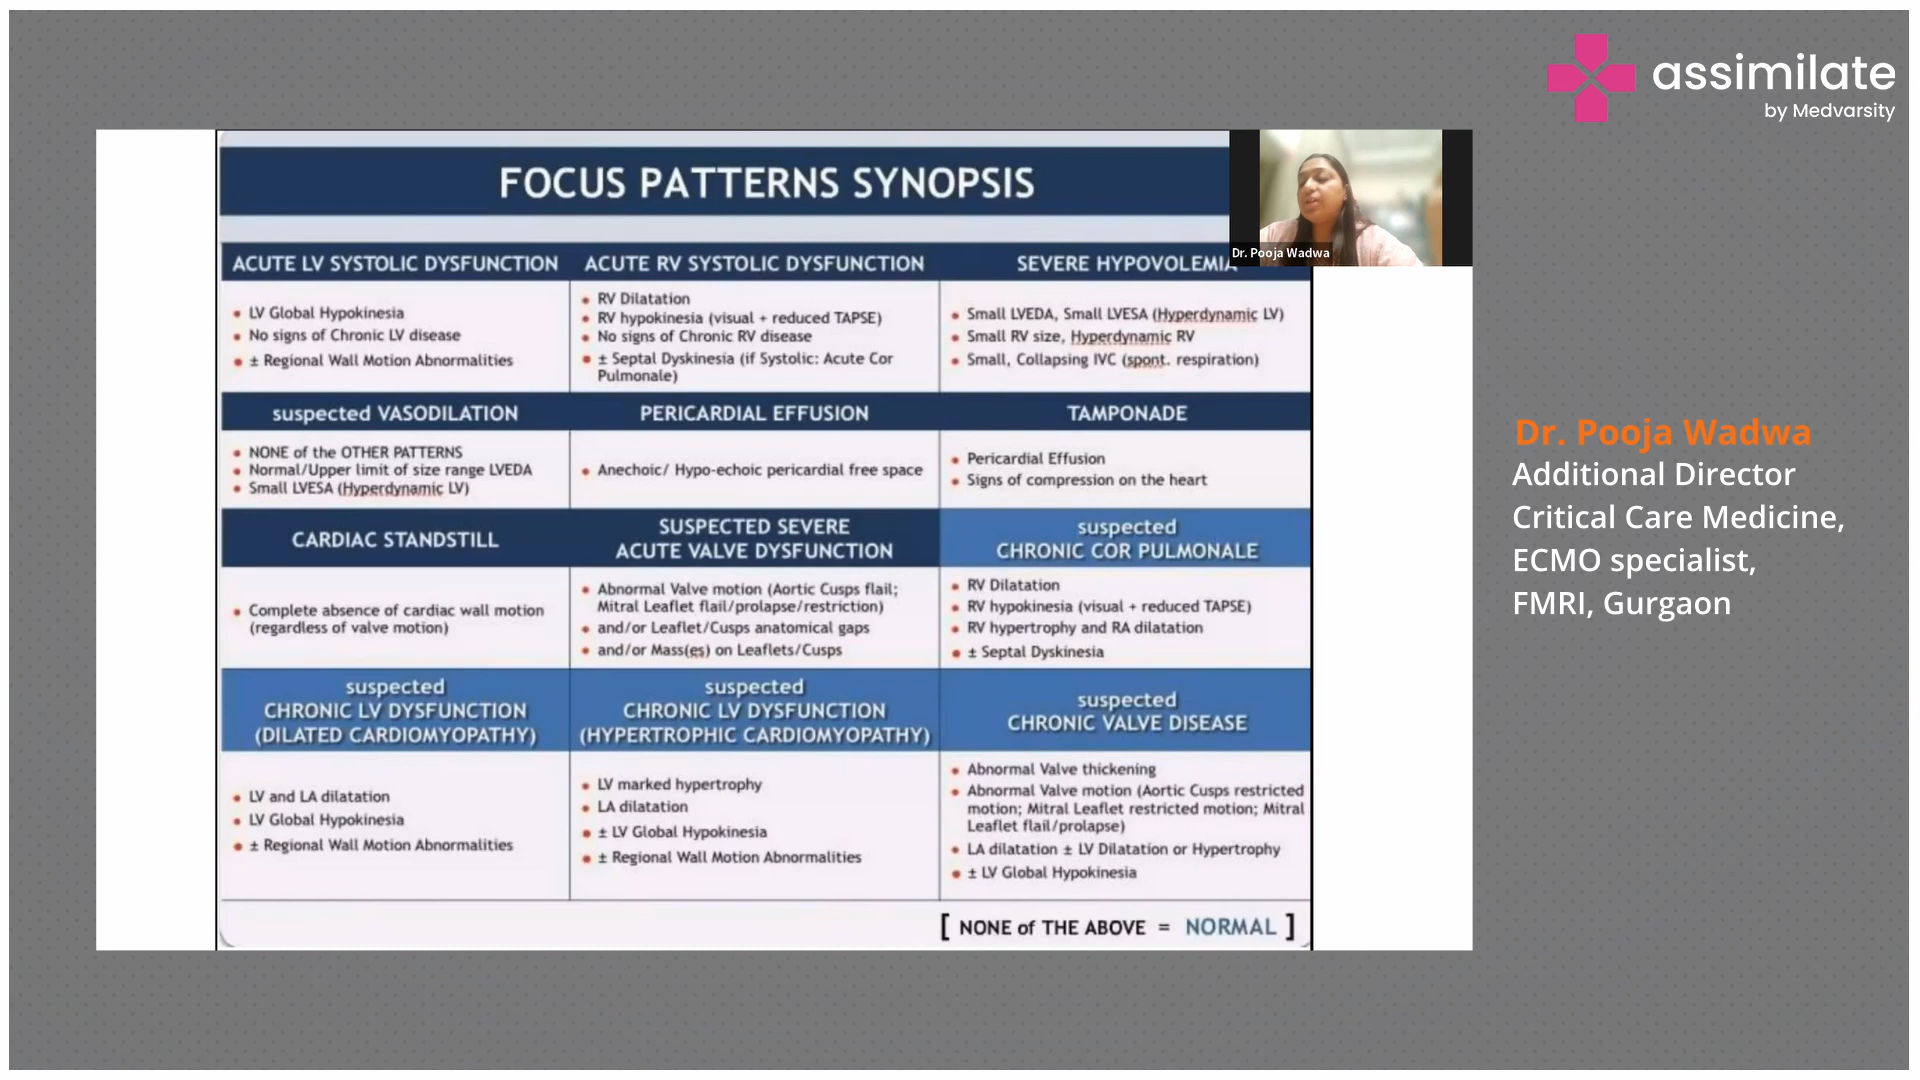 assimilate
by Medvarsity
FOCUS PATTERNS SYNOPSIS
Dr. Pooja Wadwa
ACUTE LV SYSTOLIC DYSFUNCTION
LV Global Hypokinesia
No signs of Chronic LV disease
± Regional Wall Motion Abnormalities
ACUTE RV SYSTOLIC DYSFUNCTION
RV Dilatation
RV hypokinesia (visual + reduced TAPSE)
No signs of Chronic RV disease
± Septal Dyskinesia (if Systolic: Acute Cor
Pulmonale)
SEVERE HYPOVOLEMIA
Small LVEDA, Small LVESA (Hyperdynamic LV)
Small RV size, Hyperdynamic RV
Small, Collapsing IVC (spont. respiration)
suspected VASODILATION
NONE of the OTHER PATTERNS
Normal/Upper limit of size range LVEDA
Small LVESA (Hyperdynamic LV)
PERICARDIAL EFFUSION
Anechoic/ Hypo-echoic pericardial free space
TAMPONADE
Pericardial Effusion
Signs of compression on the heart
CARDIAC STANDSTILL
Complete absence of cardiac wall motion
(regardless of valve motion)
SUSPECTED SEVERE
ACUTE VALVE DYSFUNCTION
Abnormal Valve motion (Aortic Cusps flail;
Mitral Leaflet flail/prolapse/restriction)
and/or Leaflet/Cusps anatomical gaps
and/or Mass(es) on Leaflets/Cusps
suspected
CHRONIC COR PULMONALE
RV Dilatation
RV hypokinesia (visual + reduced TAPSE)
RV hypertrophy and RA dilatation
± Septal Dyskinesia
suspected
CHRONIC LV DYSFUNCTION
(DILATED CARDIOMYOPATHY)
LV and LA dilatation
LV Global Hypokinesia
± Regional Wall Motion Abnormalities
suspected
CHRONIC LV DYSFUNCTION
(HYPERTROPHIC CARDIOMYOPATHY)
LV marked hypertrophy
LA dilatation
± LV Global Hypokinesia
± Regional Wall Motion Abnormalities
suspected
CHRONIC VALVE DISEASE
Abnormal Valve thickening
Abnormal Valve motion (Aortic Cusps restricted
motion; Mitral Leaflet restricted motion; Mitral
Leaflet flail/prolapse)
LA dilatation ± LV Dilatation or Hypertrophy
± LV Global Hypokinesia
[ NONE of THE ABOVE = NORMAL ]
Dr. Pooja Wadwa
Additional Director
Critical Care Medicine,
ECMO specialist,
FMRI, Gurgaon